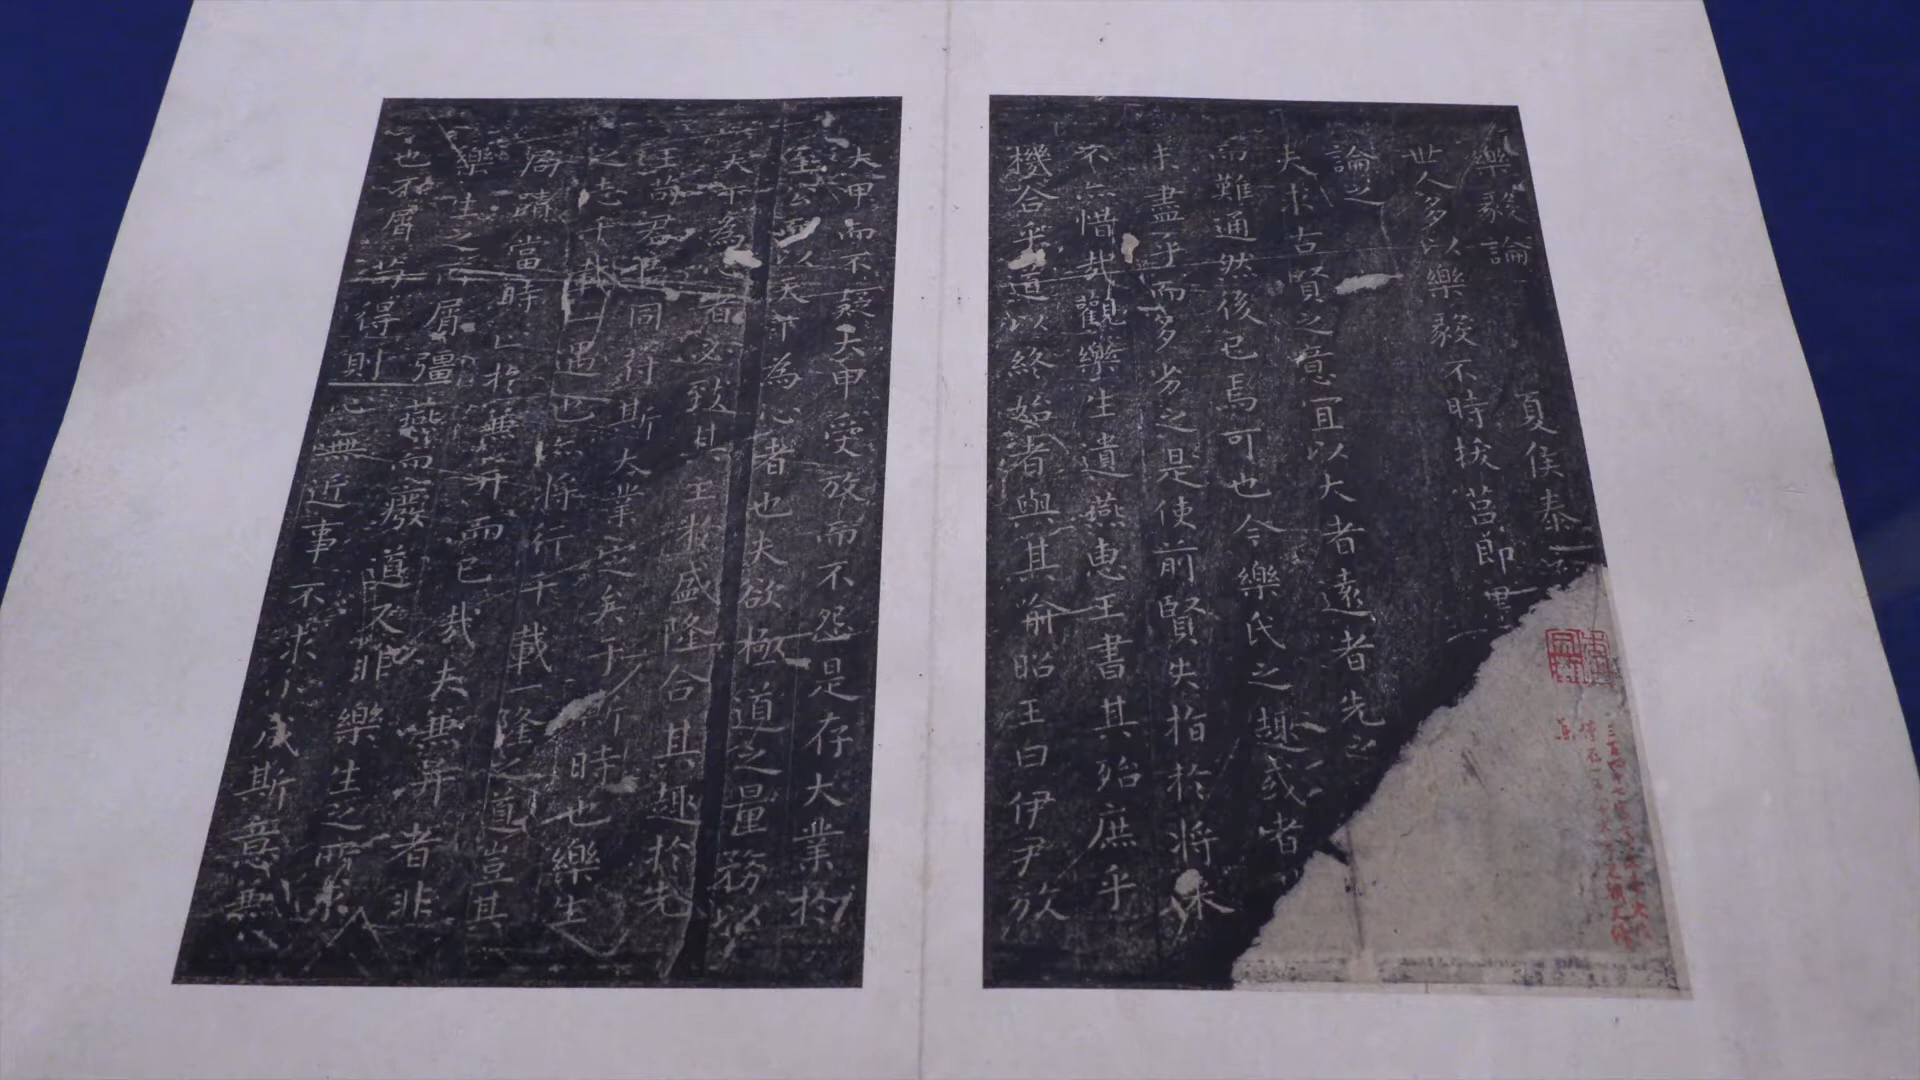 樂毅論 夏侯泰
世人多以樂毅不時拔莒即墨
論之
夫求古賢之意宜以大者遠者先之
而難通然後已焉可也今樂氏之趣或者
未盡乎而多劣之是使前賢失指於將來
不亦惜哉觀樂生遺燕惠王書其殆庶乎
機合乎道以終始者與其喻昭王曰伊尹放
大甲而不疑大甲受放而不怨是存大業於
至公而以天下為心者也夫欲極道之量務以
天下為心者必致其主於盛隆合其趣於先
王苟君臣同符斯大業定矣于斯時也樂生
之志千載一遇也亦將行千載一隆之道豈其
局蹟當時止於兼并而已哉夫兼并者非
樂生之所屑彊燕而廢道又非樂生之所求
也不屑苟得則心無近事不求小成斯意兼